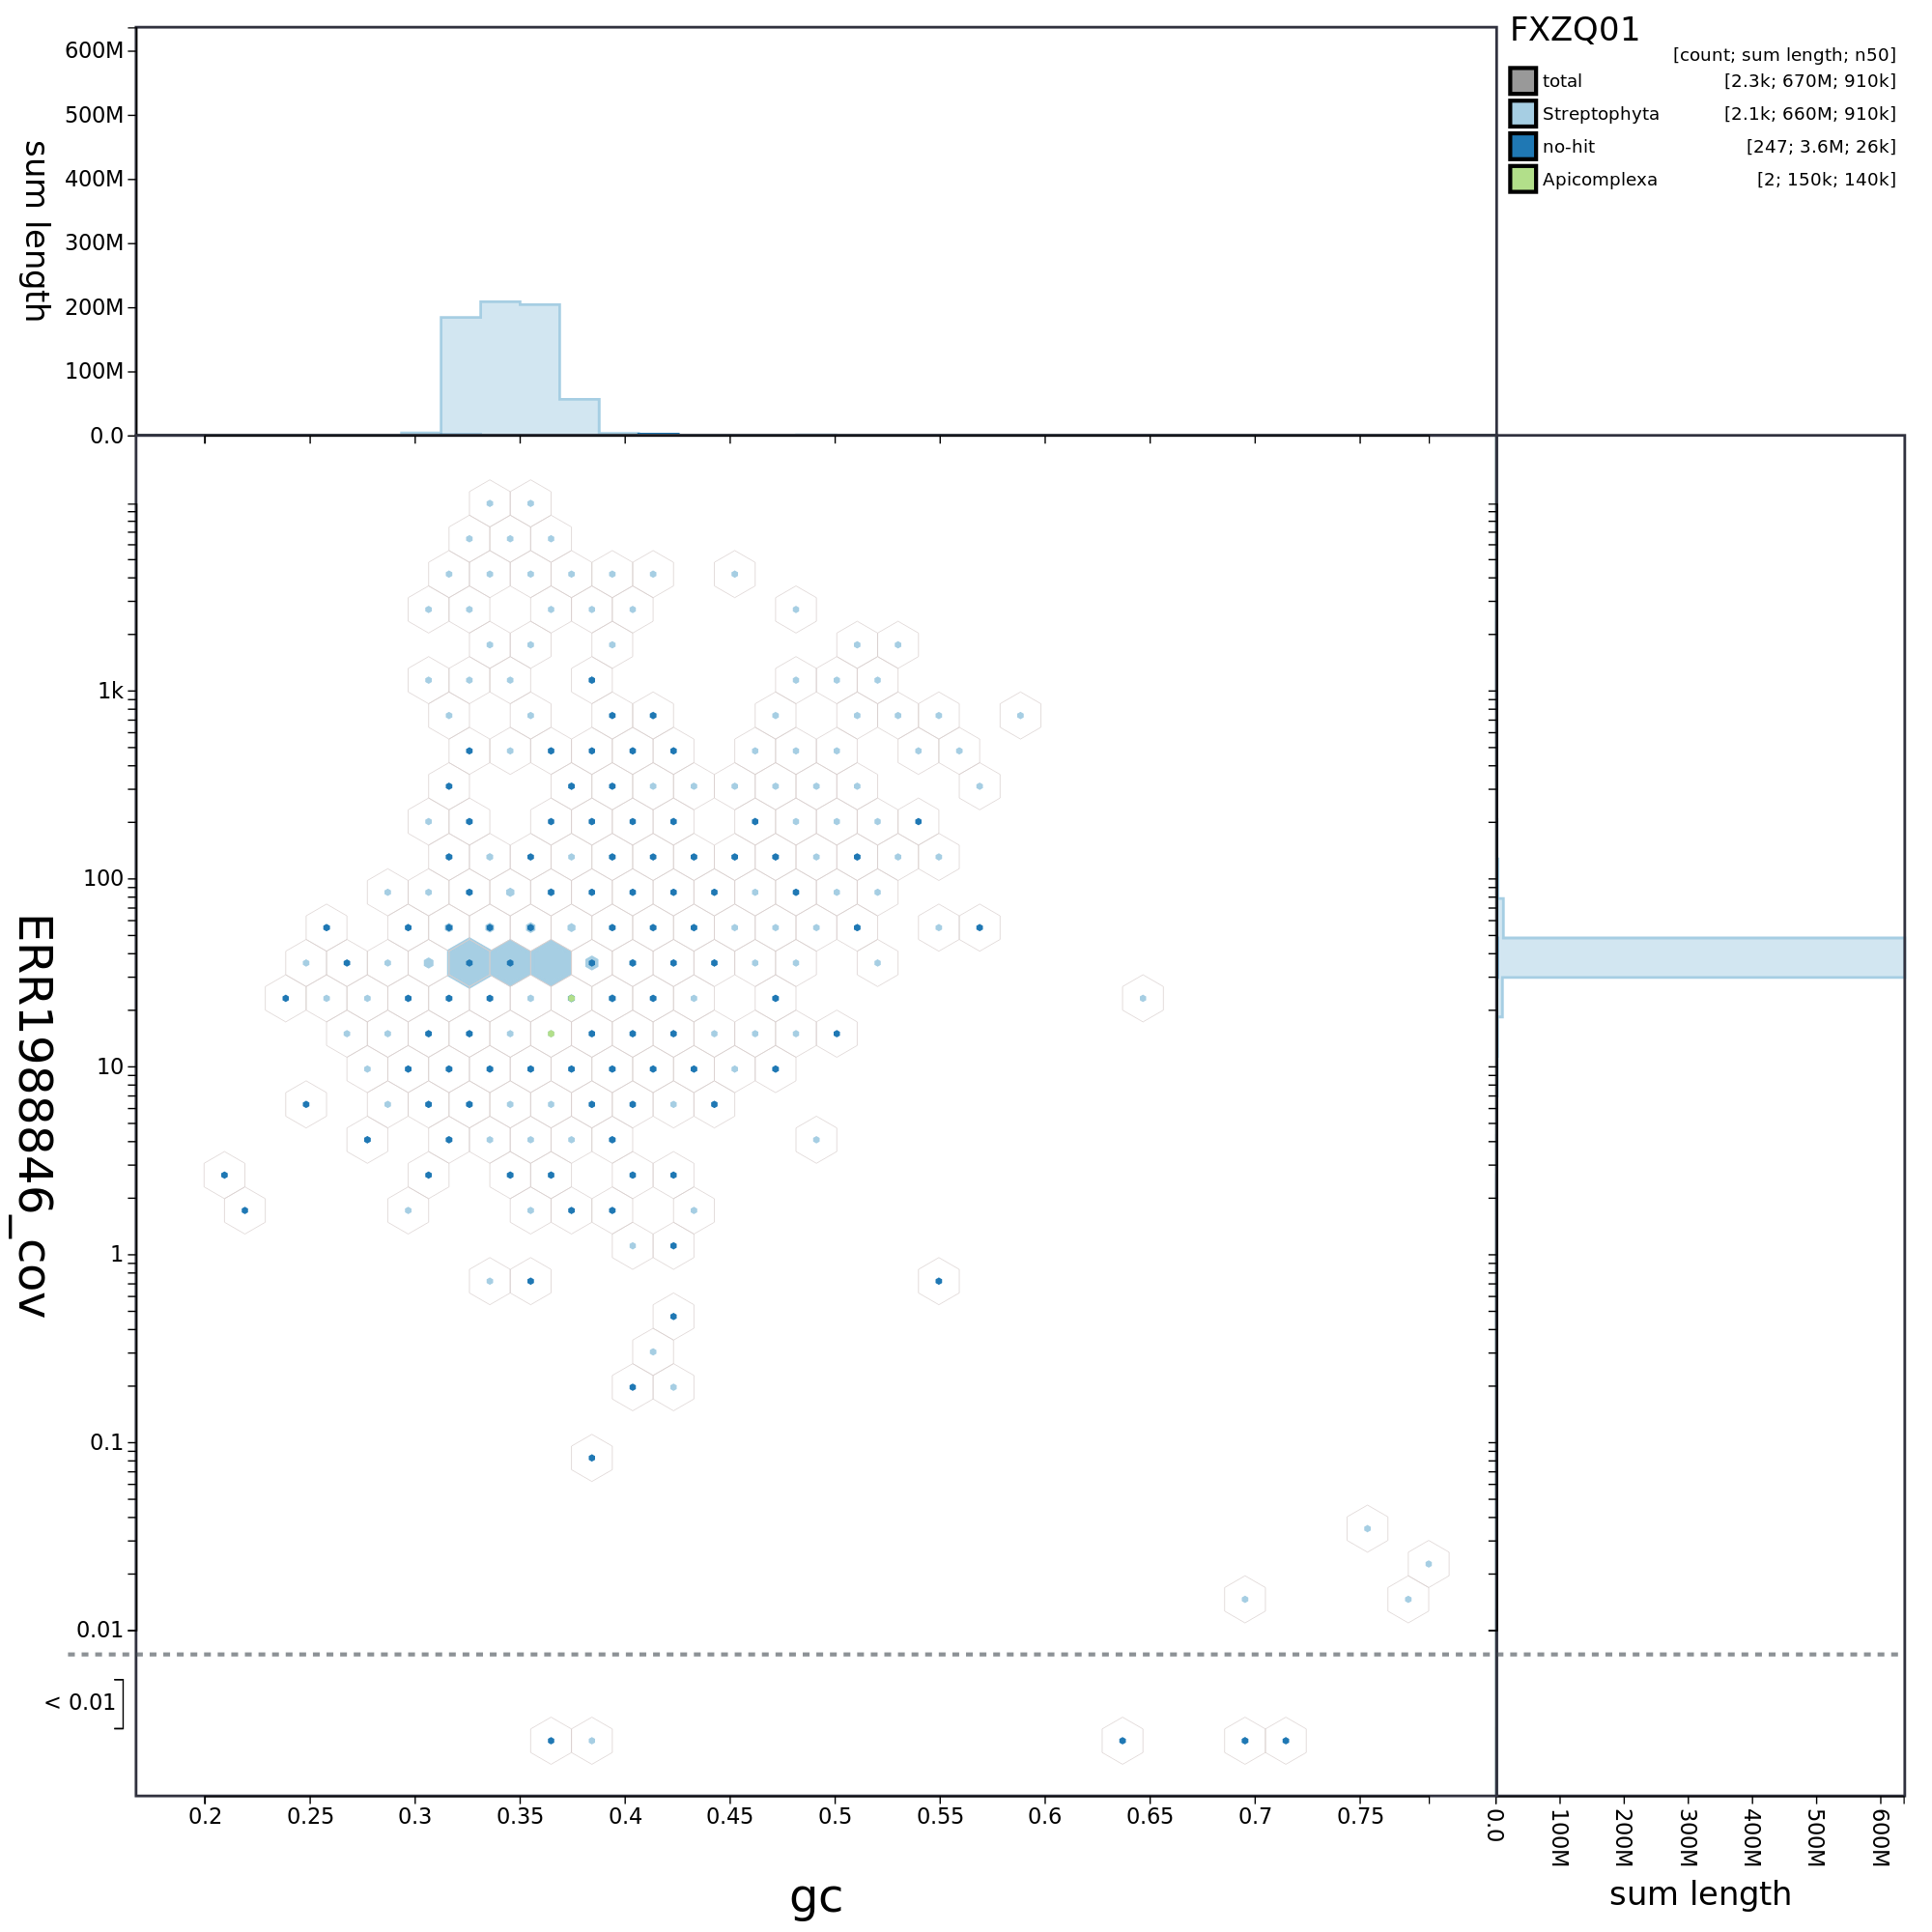 FXZQ01
[count; sum length; n50]
total [2.3k; 670M; 910k]
Streptophyta [2.1k; 660M; 910k]
no-hit [247; 3.6M; 26k]
Apicomplexa [2; 150k; 140k]
sum length
600M
500M
400M
300M
200M
100M
0.0
ERR1988846_cov
1k
100
10
1
0.1
0.01
< 0.01
0.2 0.25 0.3 0.35 0.4 0.45 0.5 0.55 0.6 0.65 0.7 0.75
gc
0.0 100M 200M 300M 400M 500M 600M
sum length